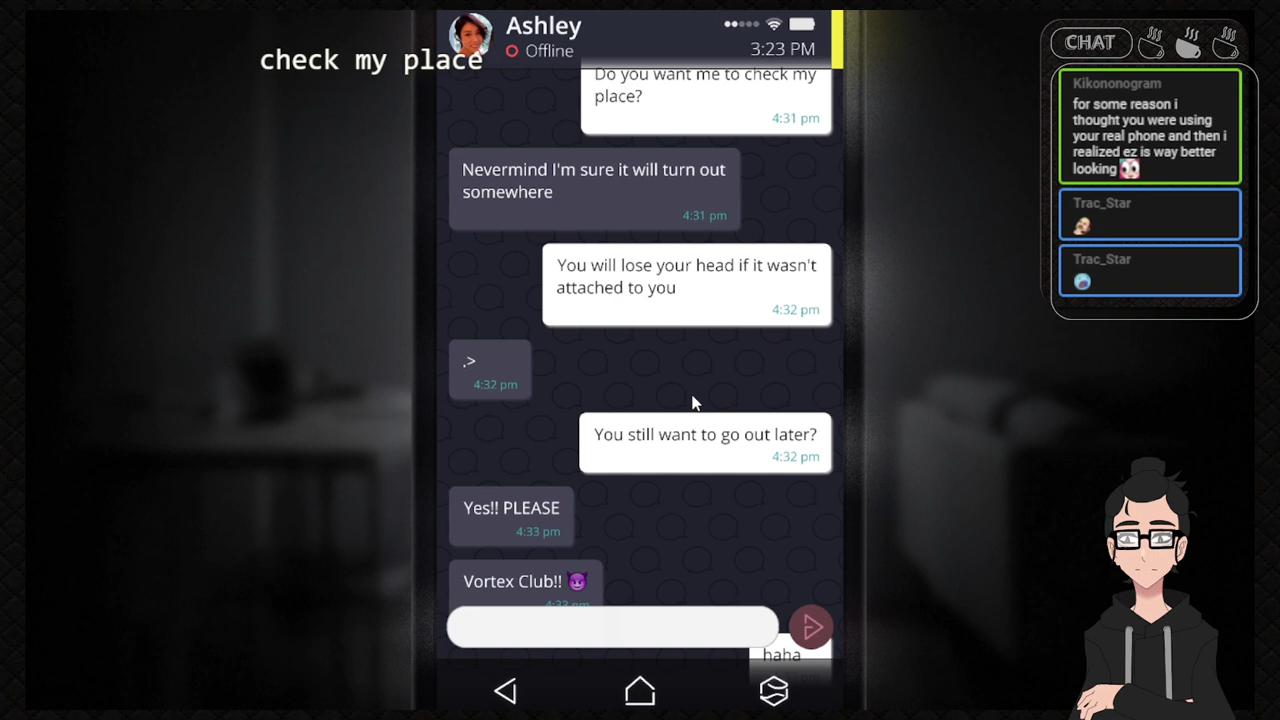 Ashley
Offline
3:23 PM
check my place
Do you want me to check my
place?
4:31 pm
Nevermind I'm sure it will turn out
somewhere
4:31 pm
You will lose your head if it wasn't
attached to you
4:32 pm
.>
4:32 pm
You still want to go out later?
4:32 pm
Yes!! PLEASE
4:33 pm
Vortex Club!! 😈
4:33 pm
haha
CHAT
Kikononogram
for some reason i
thought you were using
your real phone and then i
realized ez is way better
looking
Trac_Star
Trac_Star